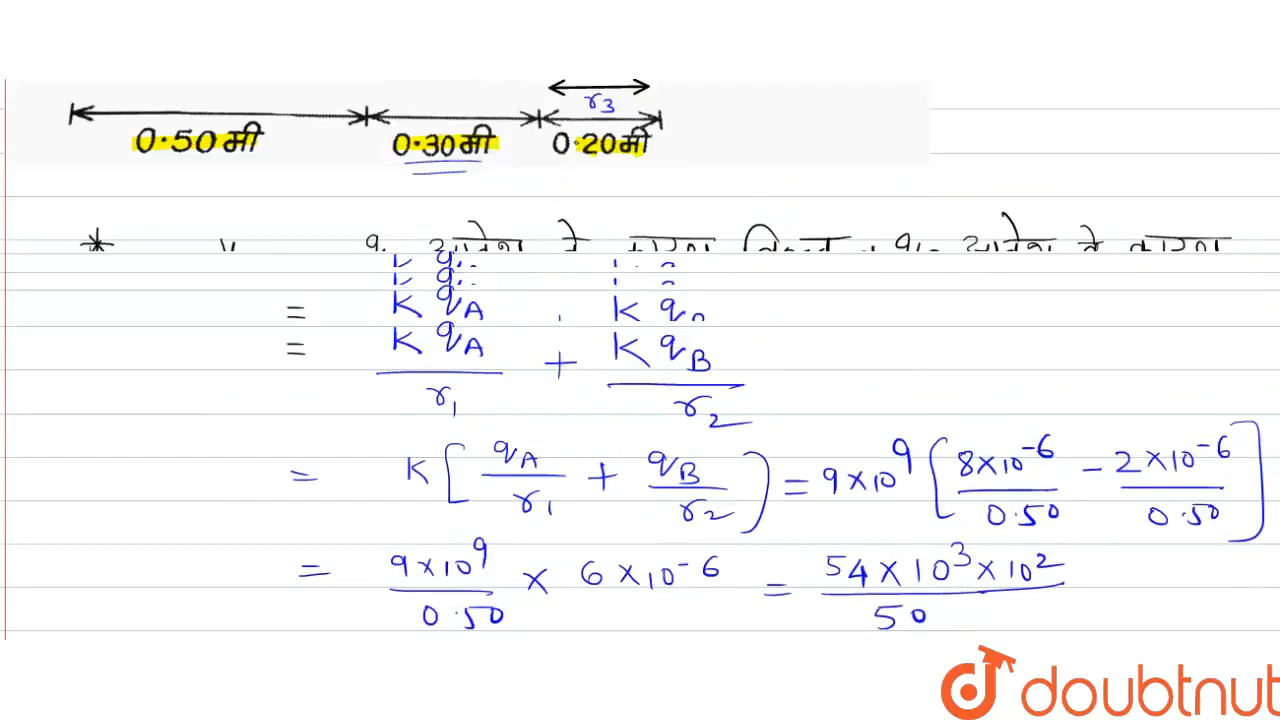 r3
0.50मी 0.30मी 0.20मी
= K qA K q
= K qA + K qB
r1 r2
= K [ qA/r1 + qB/r2 ) = 9×10^9 [ 8×10^-6/0.50 - 2×10^-6/0.50 ]
= 9×10^9/0.50 × 6×10^-6 = 54×10^3×10^2/50
doubtnut